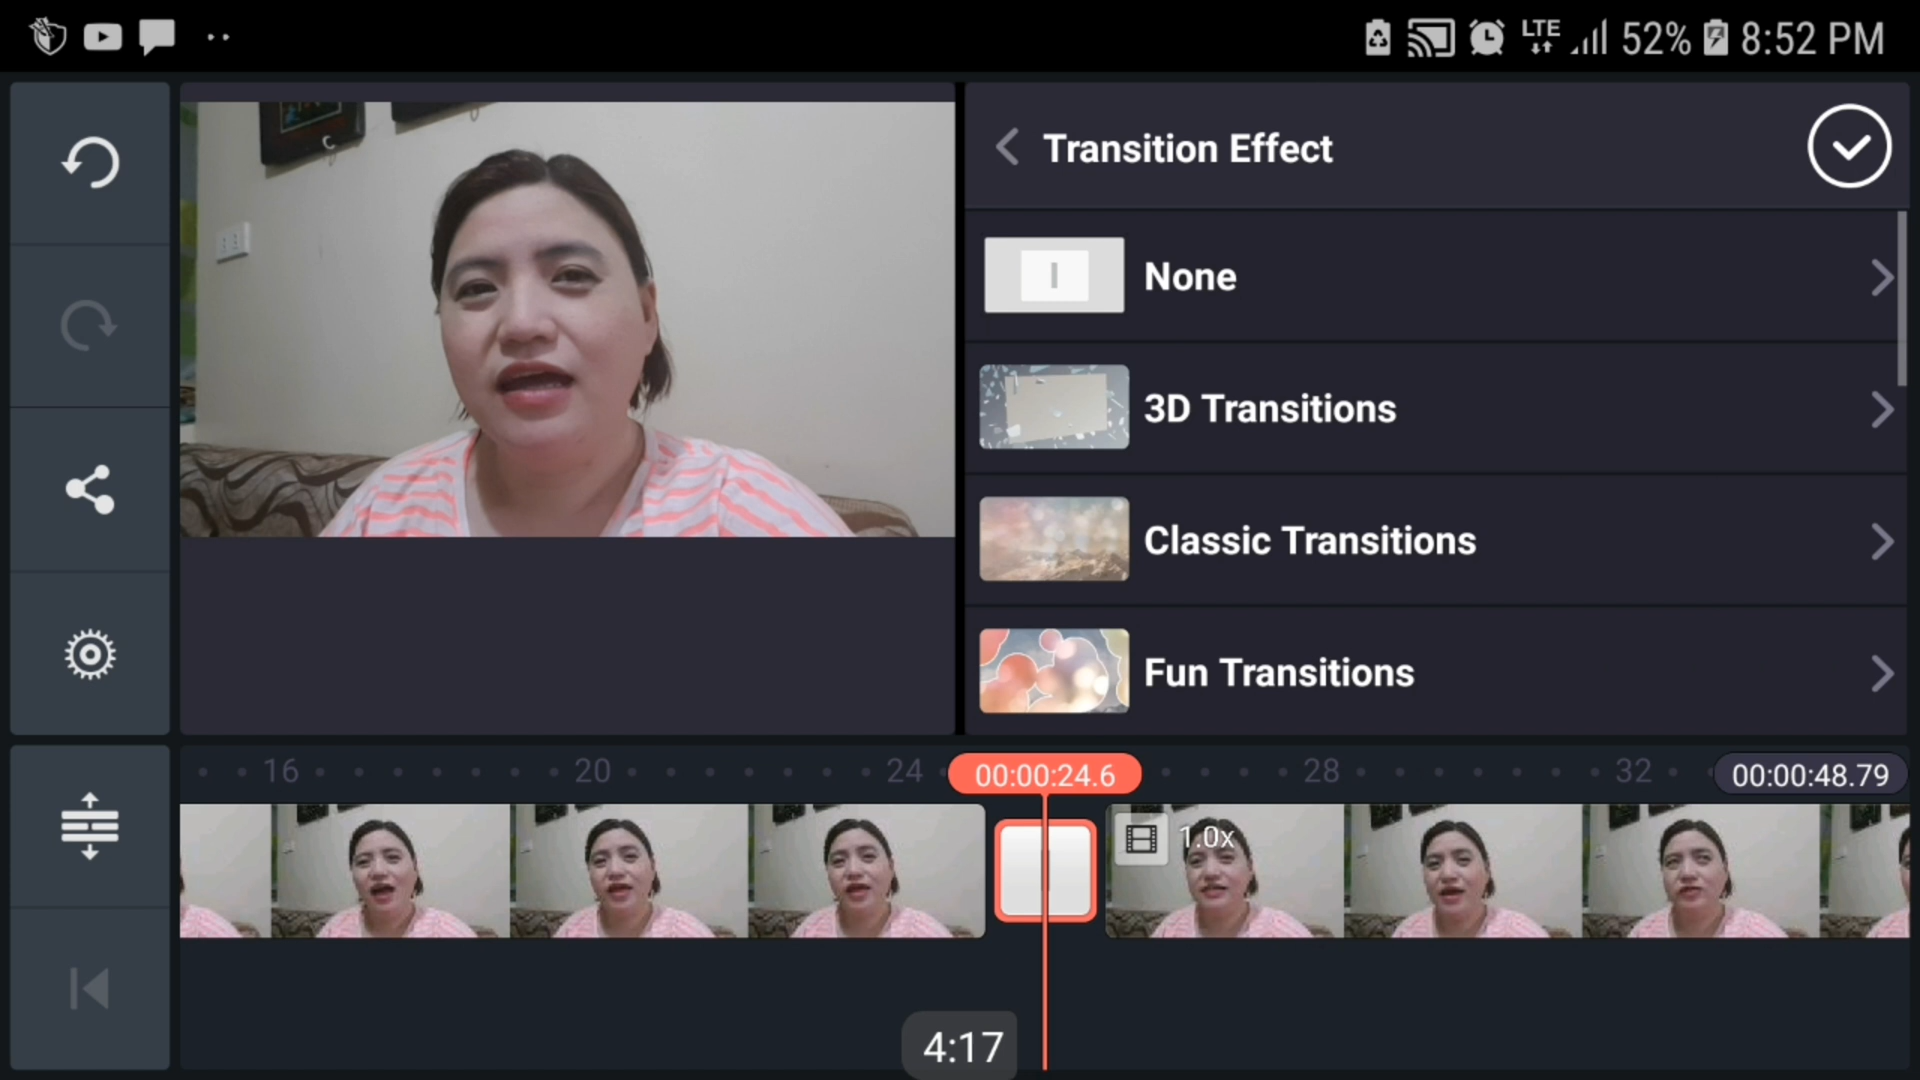 LTE 52% 8:52 PM
Transition Effect
None
3D Transitions
Classic Transitions
Fun Transitions
16 20 24 00:00:24.6 28 32 00:00:48.79
1.0x
4:17